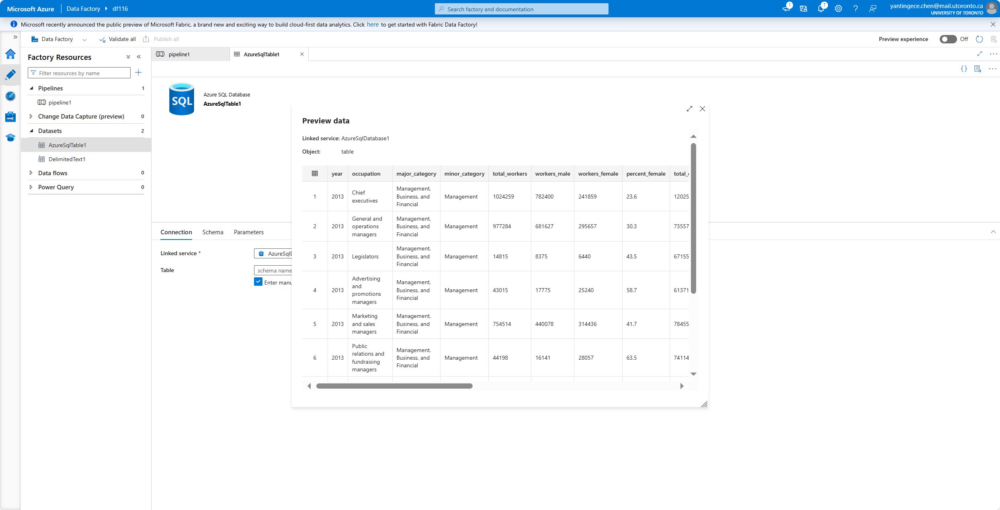 Microsoft Azure
Data Factory
df116
Search factory and documentation
1
7
yantingece.chen@mail.utoronto.ca
UNIVERSITY OF TORONTO
Microsoft recently announced the public preview of Microsoft Fabric, a brand new and exciting way to build cloud-first data analytics. Click here to get started with Fabric Data Factory!
Data Factory
Validate all
Publish all
Preview experience
Off
Factory Resources
Filter resources by name
Pipelines 1
pipeline1
Change Data Capture (preview) 0
Datasets 2
AzureSqlTable1
DelimitedText1
Data flows 0
Power Query 0
pipeline1
AzureSqlTable1
SQL
Azure SQL Database
AzureSqlTable1
Connection Schema Parameters
Linked service *
AzureSqlD
Table
schema name
Enter manu
Preview data
Linked service: AzureSqlDatabase1
Object: table
year occupation major_category minor_category total_workers workers_male workers_female percent_female total_
1 2013 Chief executives Management, Business, and Financial Management 1024259 782400 241859 23.6 12025
2 2013 General and operations managers Management, Business, and Financial Management 977284 681627 295657 30.3 73557
3 2013 Legislators Management, Business, and Financial Management 14815 8375 6440 43.5 67155
4 2013 Advertising and promotions managers Management, Business, and Financial Management 43015 17775 25240 58.7 61371
5 2013 Marketing and sales managers Management, Business, and Financial Management 754514 440078 314436 41.7 78455
6 2013 Public relations and fundraising managers Management, Business, and Financial Management 44198 16141 28057 63.5 74114